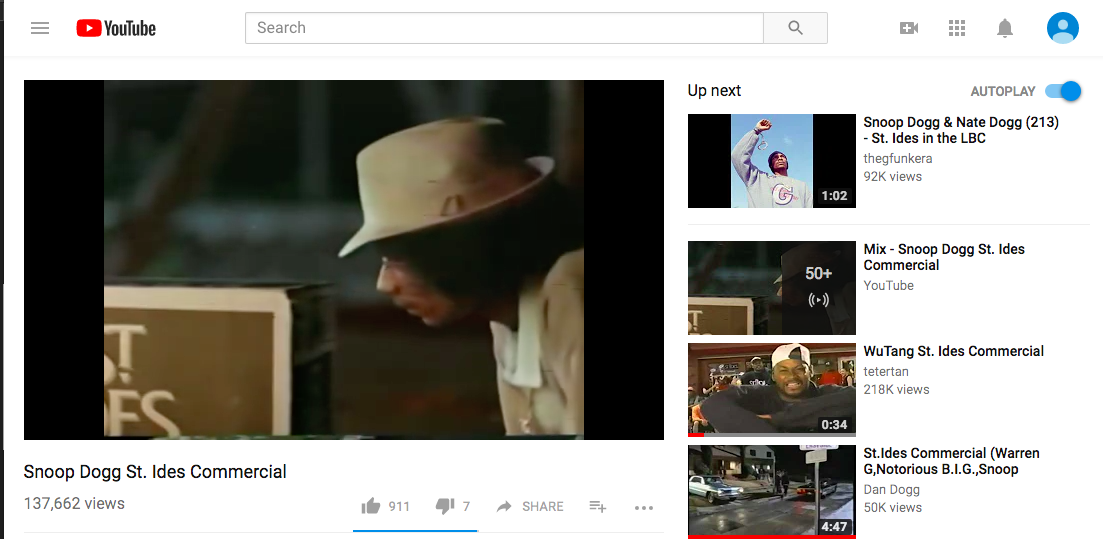 YouTube
Search
Up next
AUTOPLAY
Snoop Dogg & Nate Dogg (213)
- St. Ides in the LBC
thegfunkera
92K views
G
1:02
Mix - Snoop Dogg St. Ides
Commercial
YouTube
50+
WuTang St. Ides Commercial
tetertan
218K views
0:34
St.Ides Commercial (Warren
G,Notorious B.I.G.,Snoop
Dan Dogg
50K views
4:47
Snoop Dogg St. Ides Commercial
137,662 views
911
7
SHARE